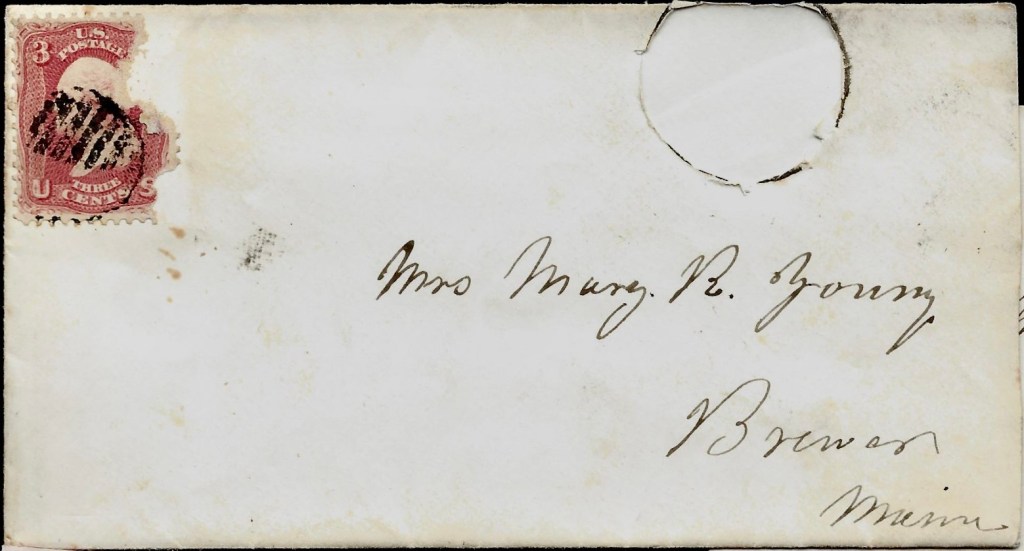 U.S.
POSTAGE
3
U S
THREE
CENTS
Mrs Mary. R. Young
Brewer
Maine